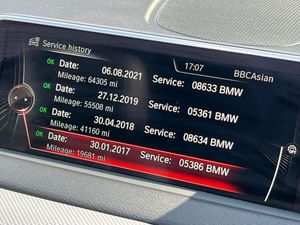 Service history
17:07 BBCAsian
OK Date: 06.08.2021 Service: 08633 BMW
Mileage: 64305 mi
OK Date: 27.12.2019 Service: 05361 BMW
Mileage: 55508 mi
OK Date: 30.04.2018 Service: 08634 BMW
Mileage: 41160 mi
OK Date: 30.01.2017 Service: 05386 BMW
Mileage: 19681 mi